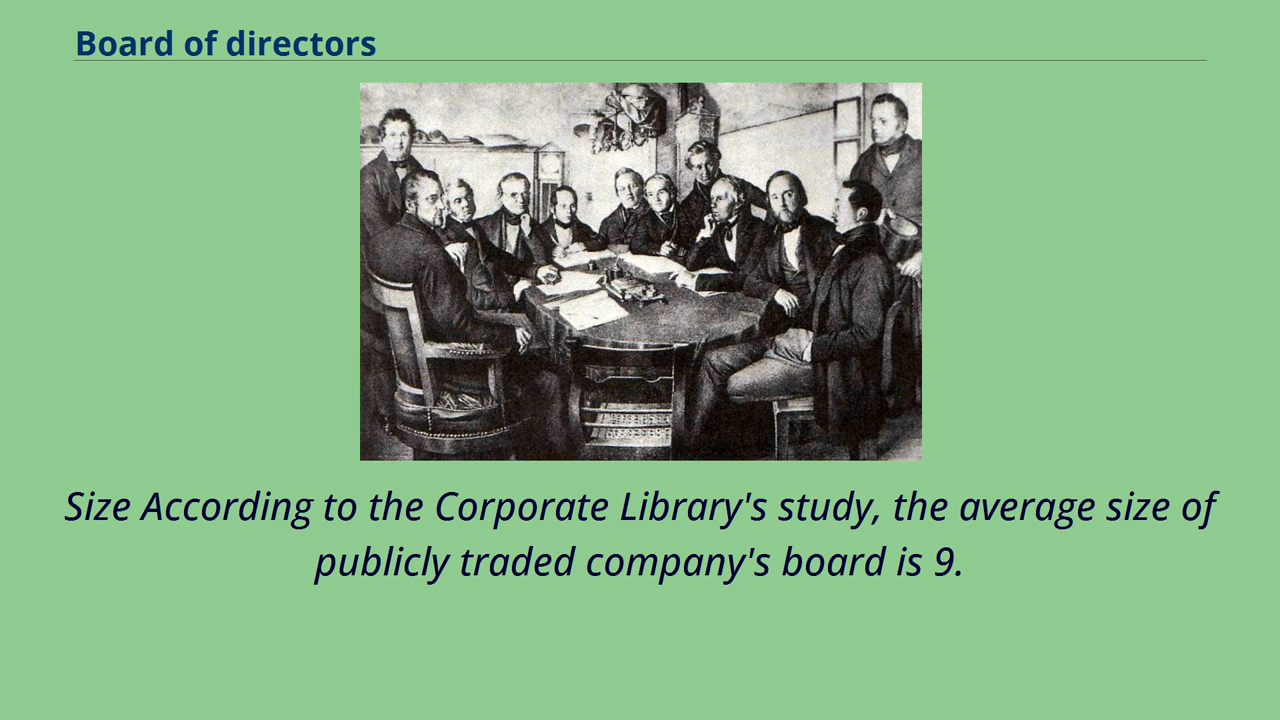 Board of directors
Size According to the Corporate Library's study, the average size of
publicly traded company's board is 9.